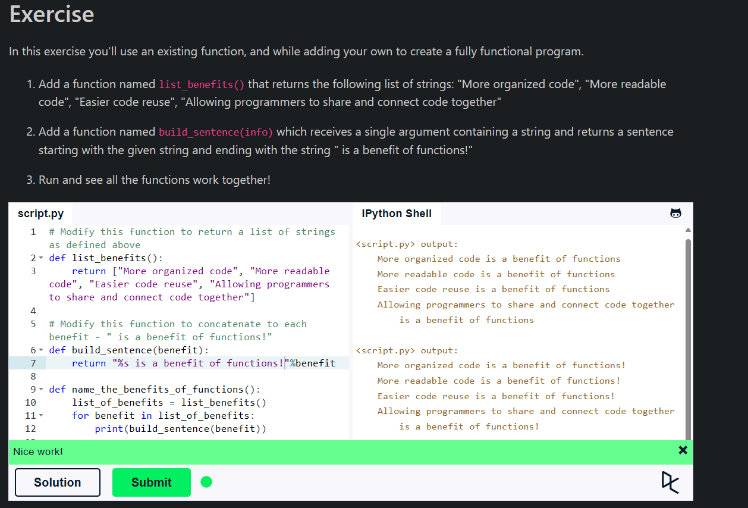 Exercise
In this exercise you'll use an existing function, and while adding your own to create a fully functional program.
1. Add a function named list_benefits() that returns the following list of strings: "More organized code", "More readable
code", "Easier code reuse", "Allowing programmers to share and connect code together"
2. Add a function named build_sentence(info) which receives a single argument containing a string and returns a sentence
starting with the given string and ending with the string " is a benefit of functions!"
3. Run and see all the functions work together!
script.py
1 # Modify this function to return a list of strings
as defined above
2 def list_benefits():
3 return ["More organized code", "More readable
code", "Easier code reuse", "Allowing programmers
to share and connect code together"]
4
5 # Modify this function to concatenate to each
benefit - " is a benefit of functions!"
6 def build_sentence(benefit):
7 return "%s is a benefit of functions!"%benefit
8
9 def name_the_benefits_of_functions():
10 list_of_benefits = list_benefits()
11 for benefit in list_of_benefits:
12 print(build_sentence(benefit))
IPython Shell
<script.py> output:
More organized code is a benefit of functions
More readable code is a benefit of functions
Easier code reuse is a benefit of functions
Allowing programmers to share and connect code together
is a benefit of functions
<script.py> output:
More organized code is a benefit of functions!
More readable code is a benefit of functions!
Easier code reuse is a benefit of functions!
Allowing programmers to share and connect code together
is a benefit of functions!
Nice work!
Solution
Submit